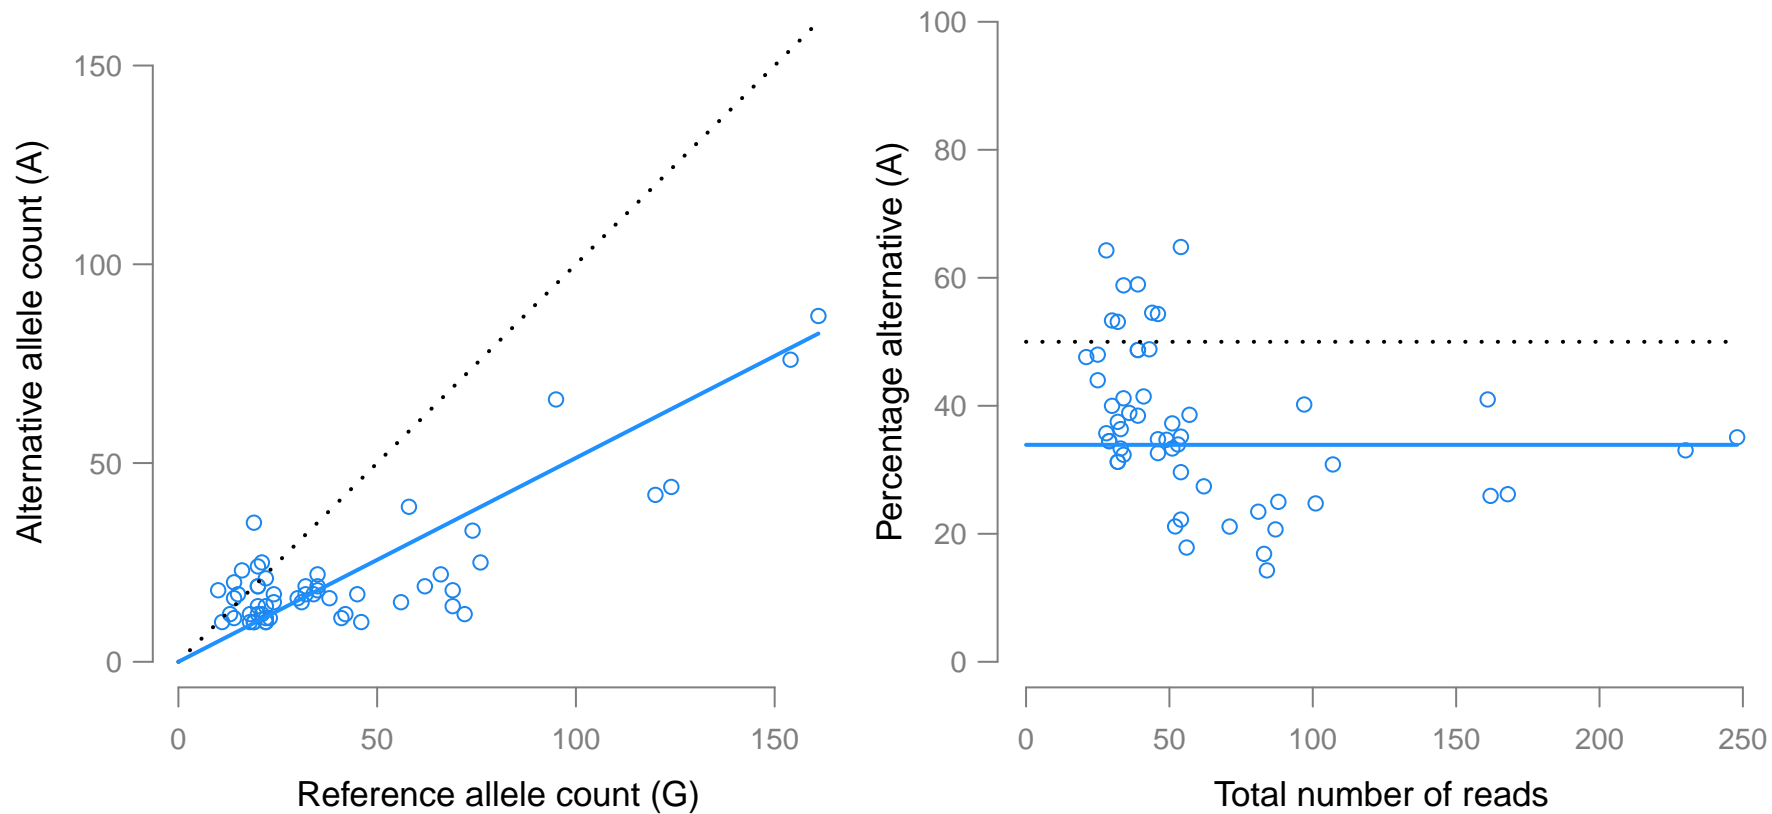 Alternative allele count (A)
150
100
50
0
0 50 100 150
Reference allele count (G)
Percentage alternative (A)
100
80
60
40
20
0
0 50 100 150 200 250
Total number of reads